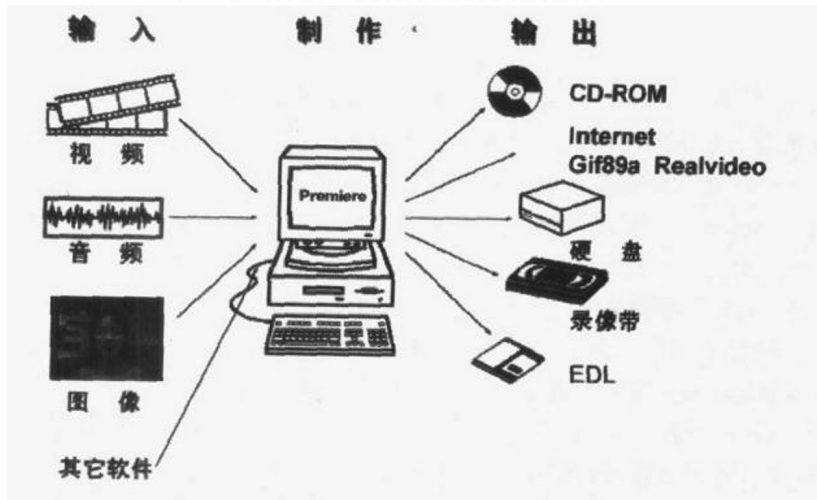 输入 制作 输出
视频
音频
图像
其它软件
Premiere
CD-ROM
Internet
Gif89a Realvideo
硬盘
录像带
EDL